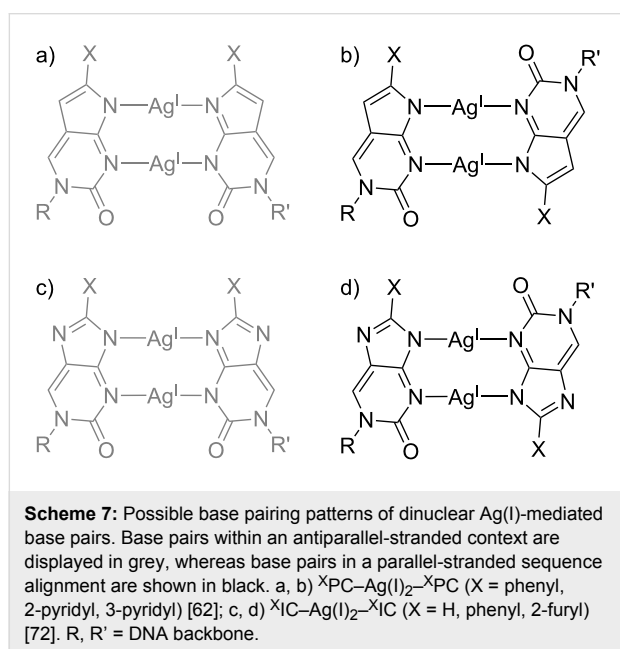 a) X X b) X O R'
N Ag^I N N Ag^I N N
N Ag^I N N Ag^I N
N N N
R O O R' R O X
c) X X d) X O R'
N N Ag^I N N N N Ag^I N N
N Ag^I N N Ag^I N N
N N N
R O O R' R O X
Scheme 7: Possible base pairing patterns of dinuclear Ag(I)-mediated
base pairs. Base pairs within an antiparallel-stranded context are
displayed in grey, whereas base pairs in a parallel-stranded sequence
alignment are shown in black. a, b) ^XPC–Ag(I)₂–^XPC (X = phenyl,
2-pyridyl, 3-pyridyl) [62]; c, d) ^XIC–Ag(I)₂–^XIC (X = H, phenyl, 2-furyl)
[72]. R, R’ = DNA backbone.